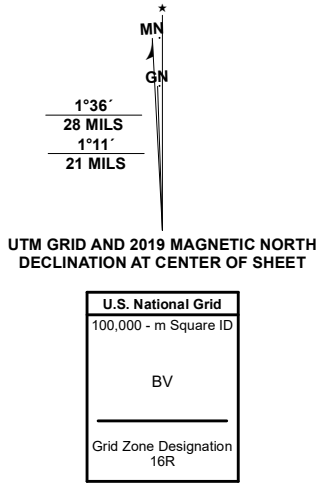 MN
GN
1°36´
28 MILS
1°11´
21 MILS
UTM GRID AND 2019 MAGNETIC NORTH
DECLINATION AT CENTER OF SHEET
U.S. National Grid
100,000 - m Square ID
BV
Grid Zone Designation
16R